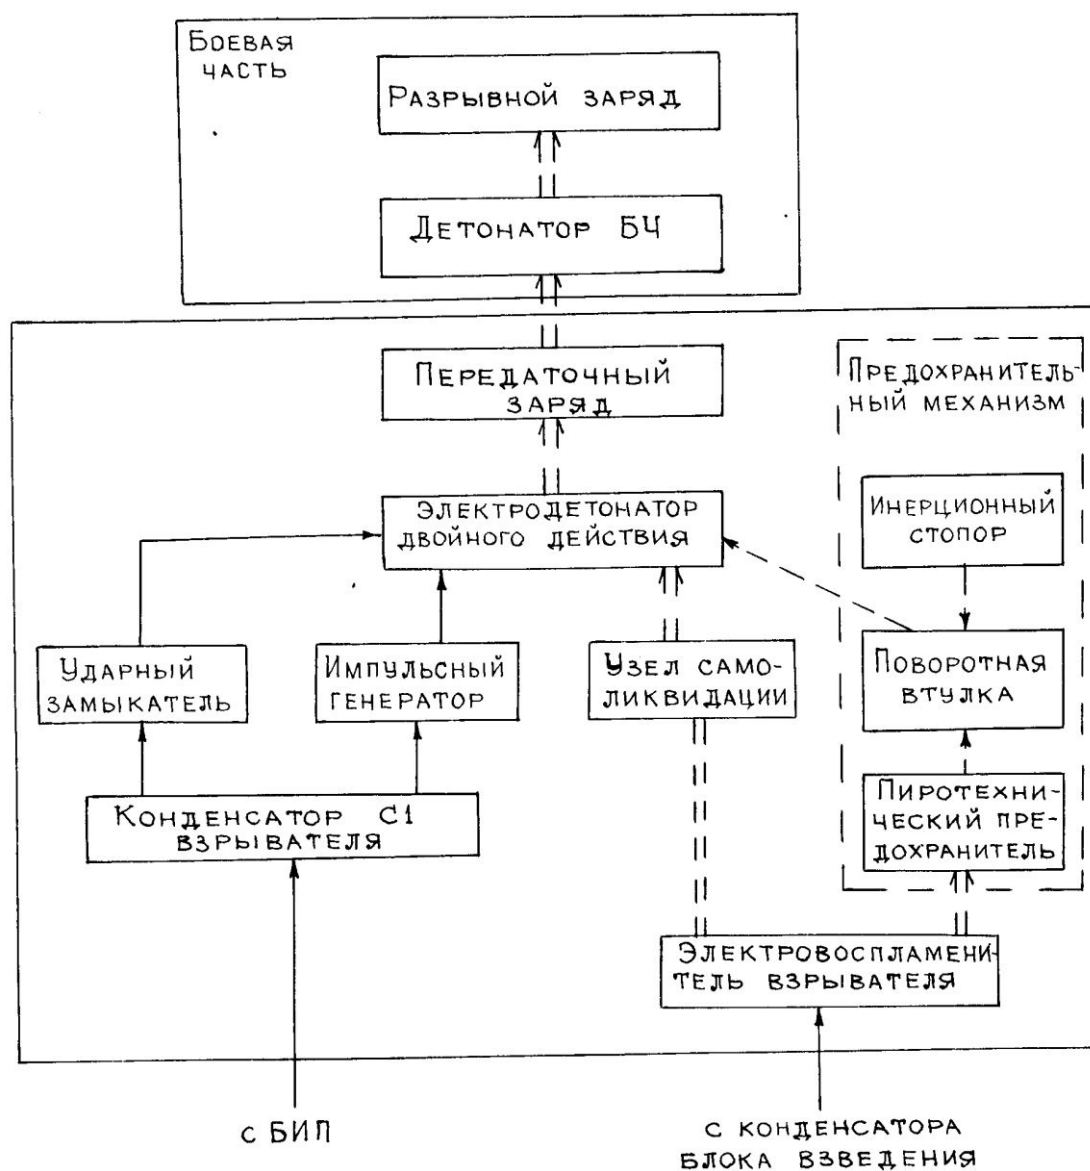 Боевая
часть
Разрывной заряд
Детонатор БЧ
Передаточный
заряд
Предохранитель-
ный механизм
Электродетонатор
двойного действия
Инерционный
стопор
Ударный
замыкатель
Импульсный
генератор
Узел само-
ликвидации
Поворотная
втулка
Конденсатор С1
взрывателя
Пиротехни-
ческий пре-
дохранитель
Электровоспламени-
тель взрывателя
с БИП
с конденсатора
блока взведения